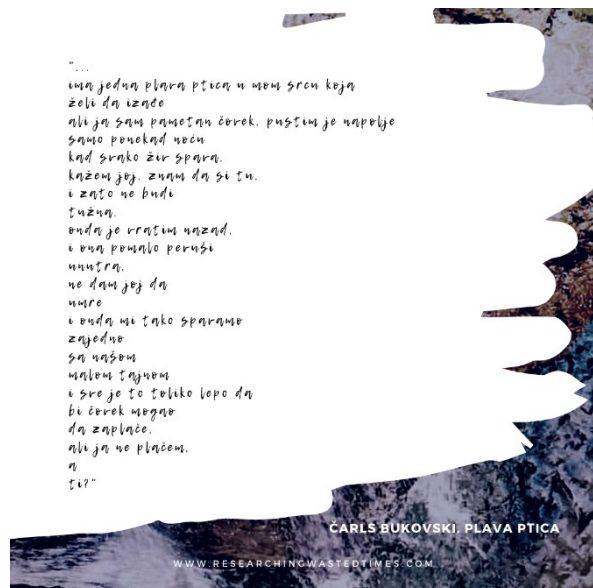 "...
ima jedna plava ptica u mom srcu koja
želi da izađe
ali ja sam pametan čovek, pustim je napolje
samo ponekad noću
kad svako živ spava.
kažem joj, znam da si tu,
i zato ne budi
tužna.
onda je vratim nazad,
i ona pomalo pevuši
unutra,
ne dam joj da
umre
i onda mi tako spavamo
zajedno
sa našom
malom tajnom
i sve je to toliko lepo da
bi čovek mogao
da zaplače,
ali ja ne plačem,
a
ti?"
ČARLS BUKOVSKI, PLAVA PTICA
WWW.RESEARCHINGWASTEDTIMES.COM